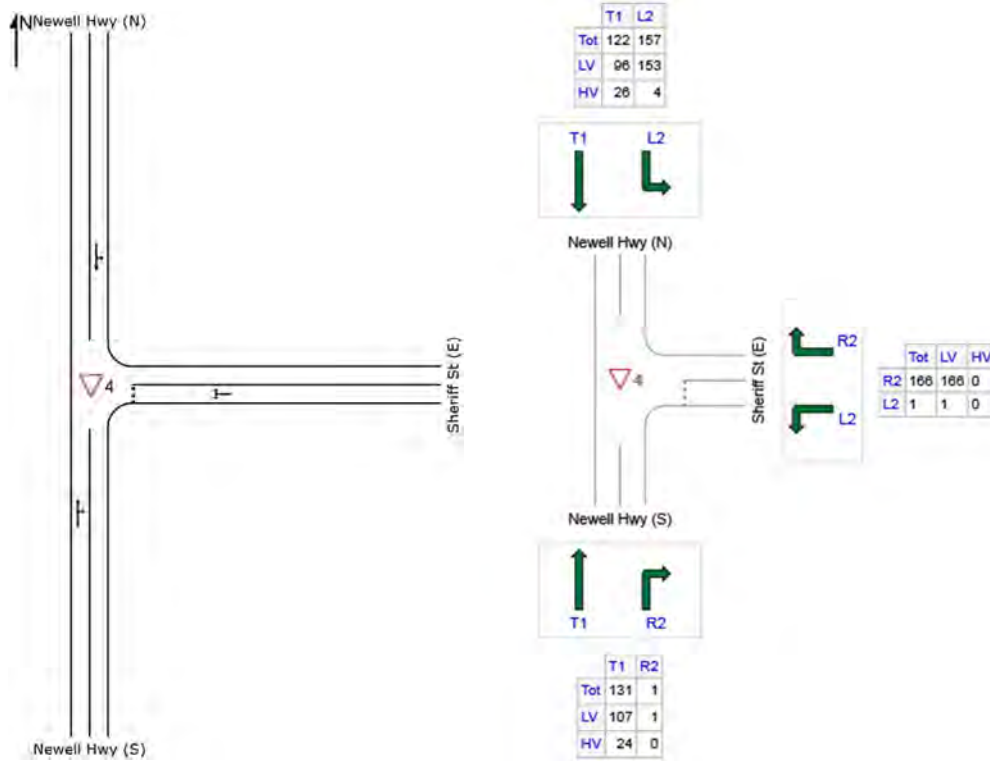 N
Newell Hwy (N)
4
Sheriff St (E)
Newell Hwy (S)
T1 L2
Tot 122 157
LV 96 153
HV 26 4
T1 L2
Newell Hwy (N)
4
Sheriff St (E)
R2
L2
Tot LV HV
R2 166 166 0
L2 1 1 0
Newell Hwy (S)
T1 R2
T1 R2
Tot 131 1
LV 107 1
HV 24 0